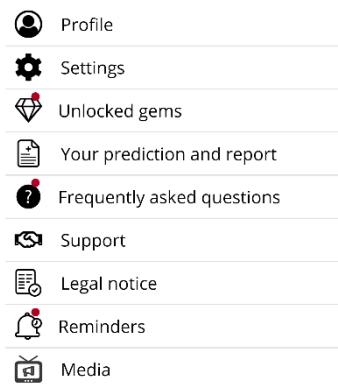 Profile
Settings
Unlocked gems
Your prediction and report
Frequently asked questions
Support
Legal notice
Reminders
Media